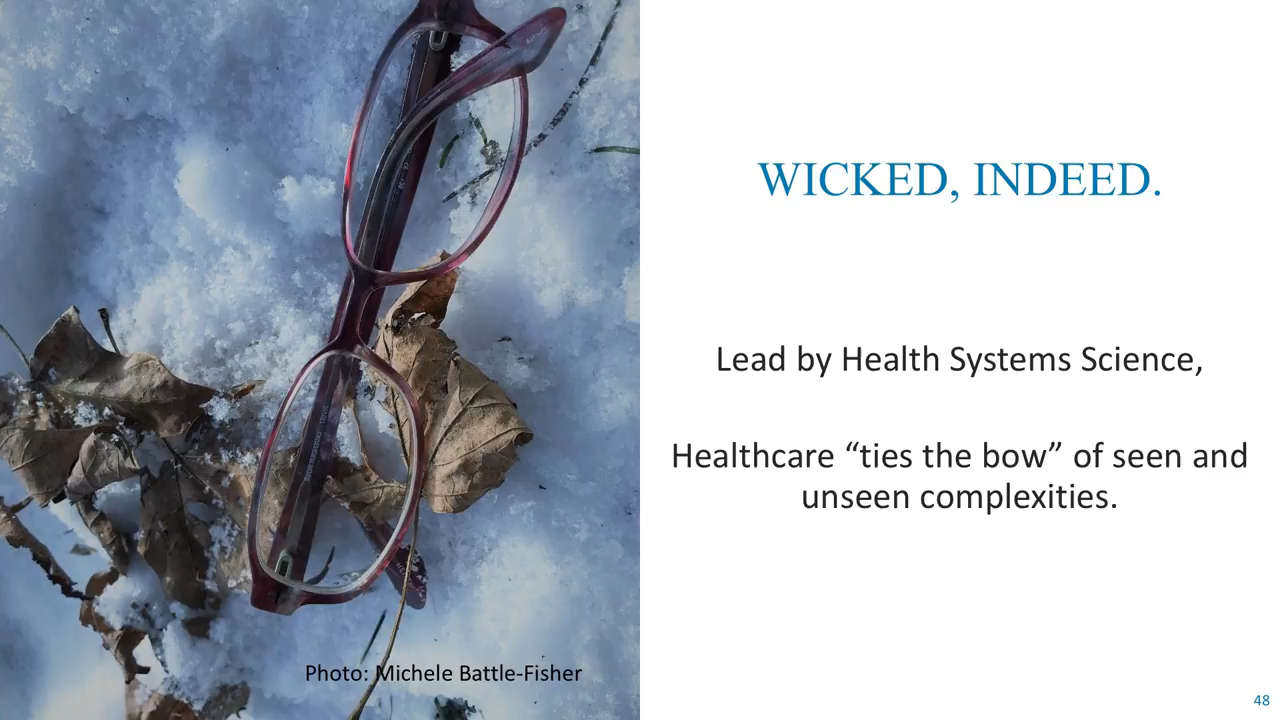 WICKED, INDEED.
Lead by Health Systems Science,
Healthcare “ties the bow” of seen and
unseen complexities.
Photo: Michele Battle-Fisher
48